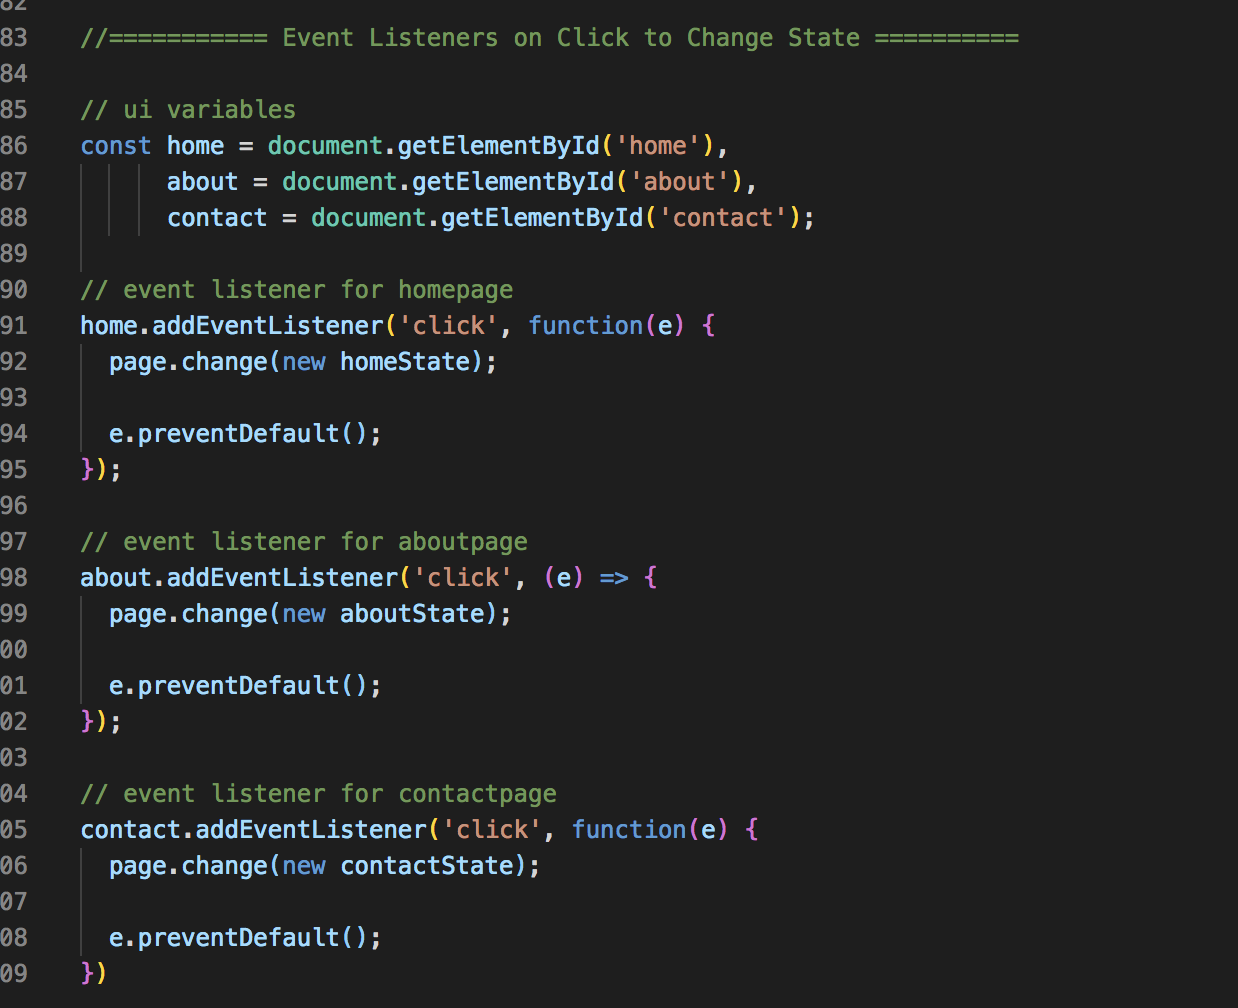 82
83 //=========== Event Listeners on Click to Change State ==========
84
85 // ui variables
86 const home = document.getElementById('home'),
87 about = document.getElementById('about'),
88 contact = document.getElementById('contact');
89
90 // event listener for homepage
91 home.addEventListener('click', function(e) {
92 page.change(new homeState);
93
94 e.preventDefault();
95 });
96
97 // event listener for aboutpage
98 about.addEventListener('click', (e) => {
99 page.change(new aboutState);
00
01 e.preventDefault();
02 });
03
04 // event listener for contactpage
05 contact.addEventListener('click', function(e) {
06 page.change(new contactState);
07
08 e.preventDefault();
09 })